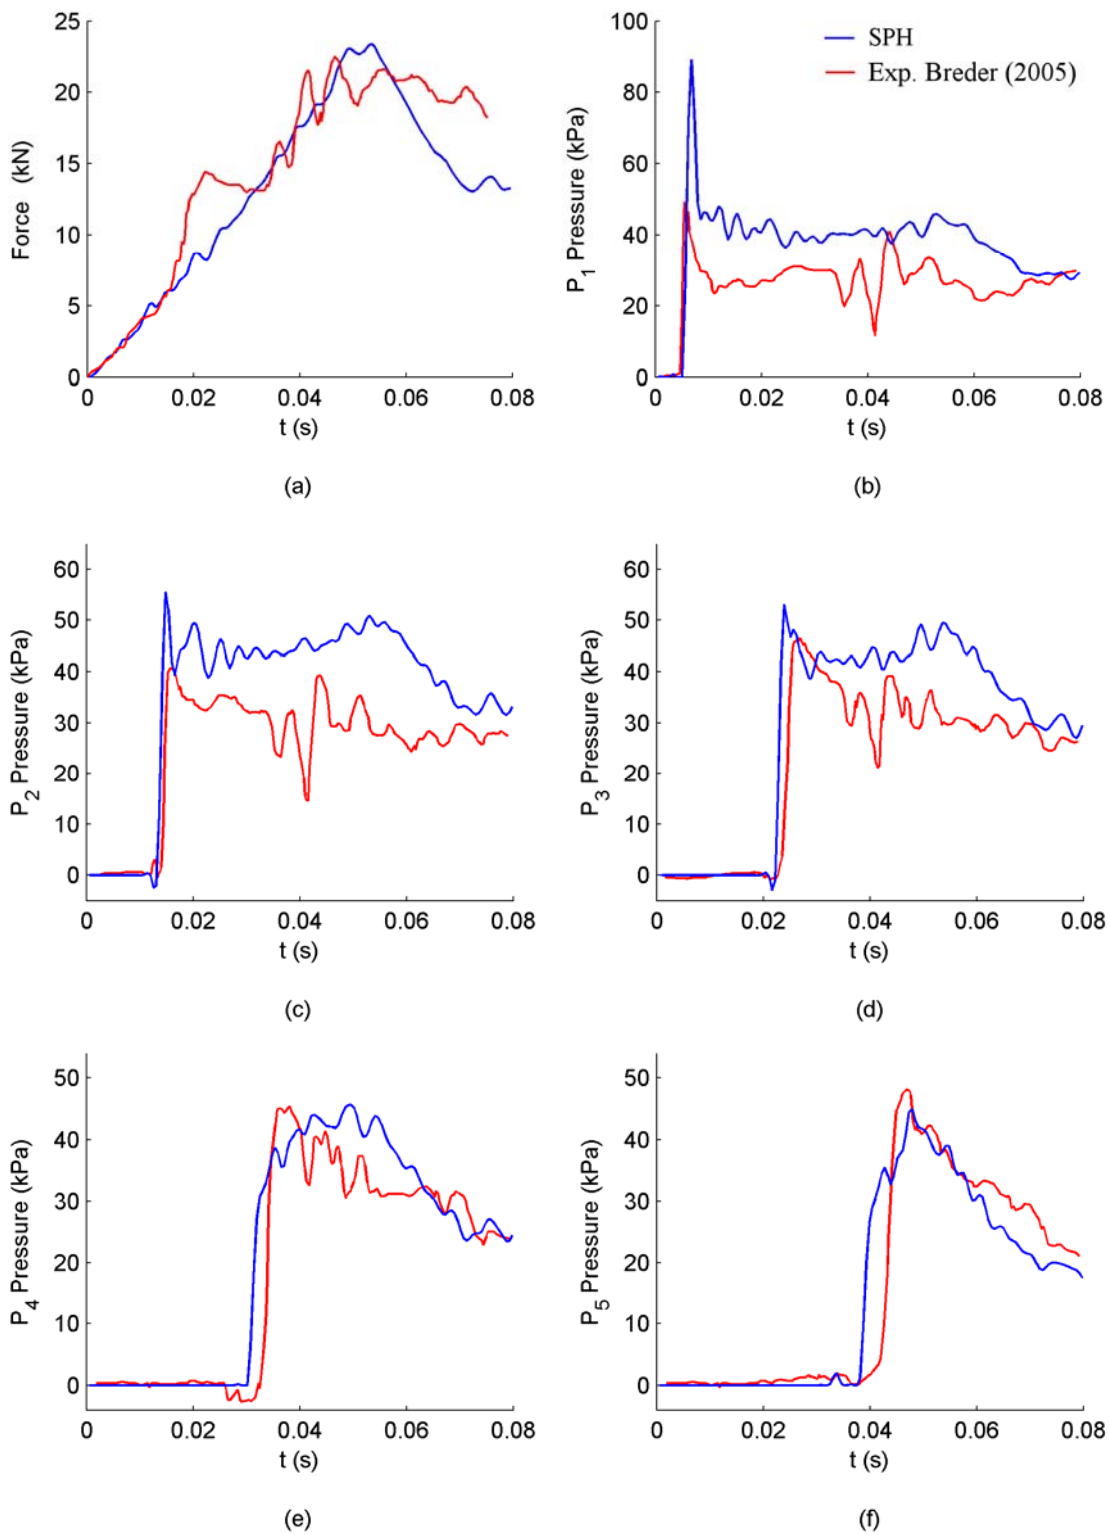 25
20
15
10
5
0
Force (kN)
0 0.02 0.04 0.06 0.08
t (s)
(a)
100
80
60
40
20
0
P_1 Pressure (kPa)
SPH
Exp. Breder (2005)
0 0.02 0.04 0.06 0.08
t (s)
(b)
60
50
40
30
20
10
0
P_2 Pressure (kPa)
0 0.02 0.04 0.06 0.08
t (s)
(c)
60
50
40
30
20
10
0
P_3 Pressure (kPa)
0 0.02 0.04 0.06 0.08
t (s)
(d)
50
40
30
20
10
0
P_4 Pressure (kPa)
0 0.02 0.04 0.06 0.08
t (s)
(e)
50
40
30
20
10
0
P_5 Pressure (kPa)
0 0.02 0.04 0.06 0.08
t (s)
(f)